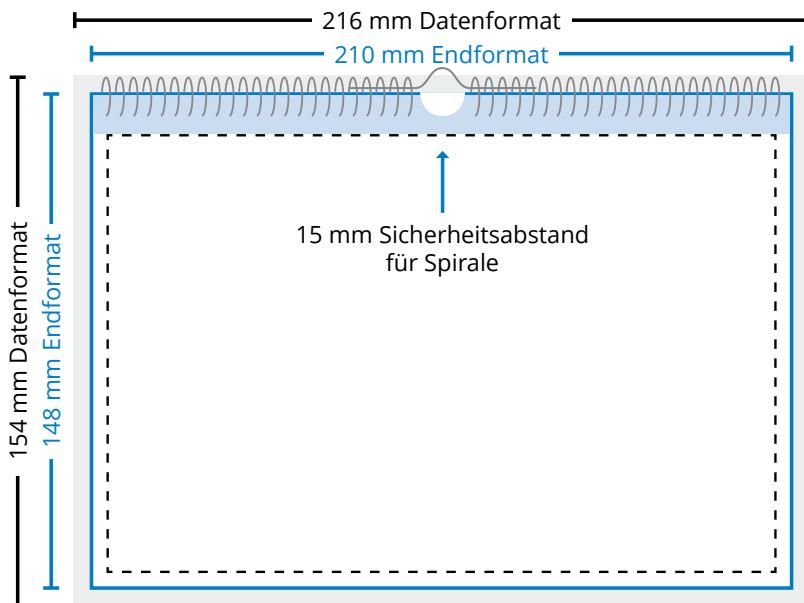 216 mm Datenformat
210 mm Endformat
154 mm Datenformat
148 mm Endformat
15 mm Sicherheitsabstand
für Spirale